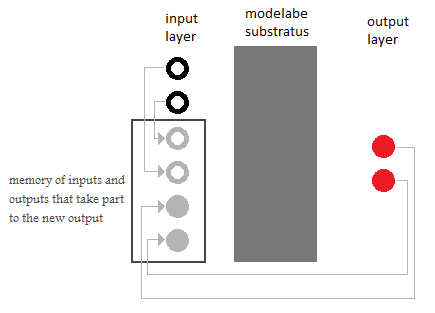 input
layer
modelabe
substratus
output
layer
memory of inputs and
outputs that take part
to the new output